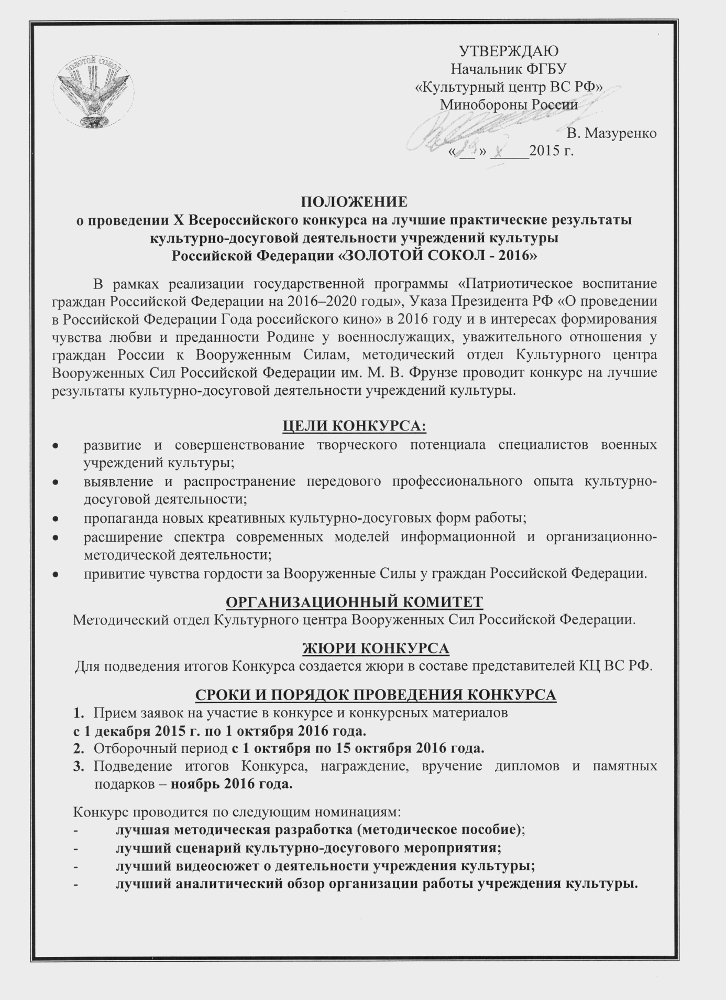 ЗОЛОТОЙ СОКОЛ
УТВЕРЖДАЮ
Начальник ФГБУ
«Культурный центр ВС РФ»
Минобороны России
В. Мазуренко
« 29 » X 2015 г.
ПОЛОЖЕНИЕ
о проведении X Всероссийского конкурса на лучшие практические результаты
культурно-досуговой деятельности учреждений культуры
Российской Федерации «ЗОЛОТОЙ СОКОЛ - 2016»
В рамках реализации государственной программы «Патриотическое воспитание
граждан Российской Федерации на 2016–2020 годы», Указа Президента РФ «О проведении
в Российской Федерации Года российского кино» в 2016 году и в интересах формирования
чувства любви и преданности Родине у военнослужащих, уважительного отношения у
граждан России к Вооруженным Силам, методический отдел Культурного центра
Вооруженных Сил Российской Федерации им. М. В. Фрунзе проводит конкурс на лучшие
результаты культурно-досуговой деятельности учреждений культуры.
ЦЕЛИ КОНКУРСА:
• развитие и совершенствование творческого потенциала специалистов военных
учреждений культуры;
• выявление и распространение передового профессионального опыта культурно-
досуговой деятельности;
• пропаганда новых креативных культурно-досуговых форм работы;
• расширение спектра современных моделей информационной и организационно-
методической деятельности;
• привитие чувства гордости за Вооруженные Силы у граждан Российской Федерации.
ОРГАНИЗАЦИОННЫЙ КОМИТЕТ
Методический отдел Культурного центра Вооруженных Сил Российской Федерации.
ЖЮРИ КОНКУРСА
Для подведения итогов Конкурса создается жюри в составе представителей КЦ ВС РФ.
СРОКИ И ПОРЯДОК ПРОВЕДЕНИЯ КОНКУРСА
1. Прием заявок на участие в конкурсе и конкурсных материалов
с 1 декабря 2015 г. по 1 октября 2016 года.
2. Отборочный период с 1 октября по 15 октября 2016 года.
3. Подведение итогов Конкурса, награждение, вручение дипломов и памятных
подарков – ноябрь 2016 года.
Конкурс проводится по следующим номинациям:
- лучшая методическая разработка (методическое пособие);
- лучший сценарий культурно-досугового мероприятия;
- лучший видеосюжет о деятельности учреждения культуры;
- лучший аналитический обзор организации работы учреждения культуры.